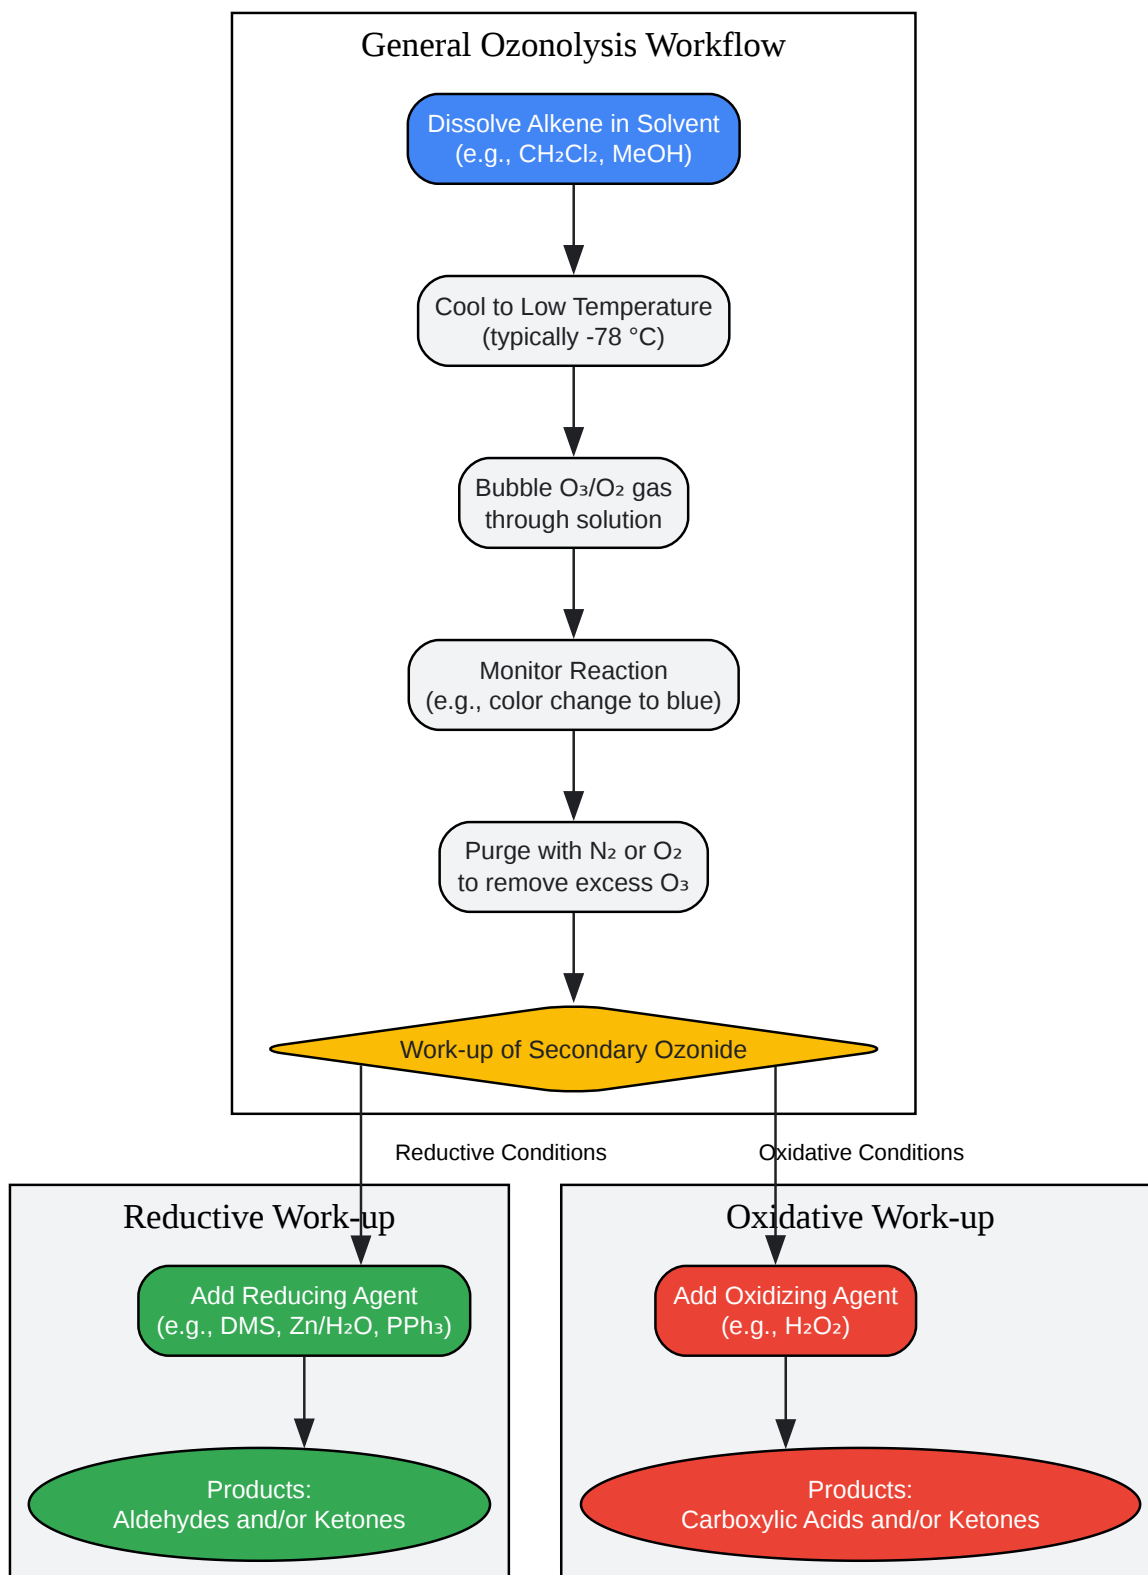 General Ozonolysis Workflow
Dissolve Alkene in Solvent
(e.g., CH₂Cl₂, MeOH)
Cool to Low Temperature
(typically -78 °C)
Bubble O₃/O₂ gas
through solution
Monitor Reaction
(e.g., color change to blue)
Purge with N₂ or O₂
to remove excess O₃
Work-up of Secondary Ozonide
Reductive Conditions
Oxidative Conditions
Reductive Work-up
Oxidative Work-up
Add Reducing Agent
(e.g., DMS, Zn/H₂O, PPh₃)
Add Oxidizing Agent
(e.g., H₂O₂)
Products:
Aldehydes and/or Ketones
Products:
Carboxylic Acids and/or Ketones